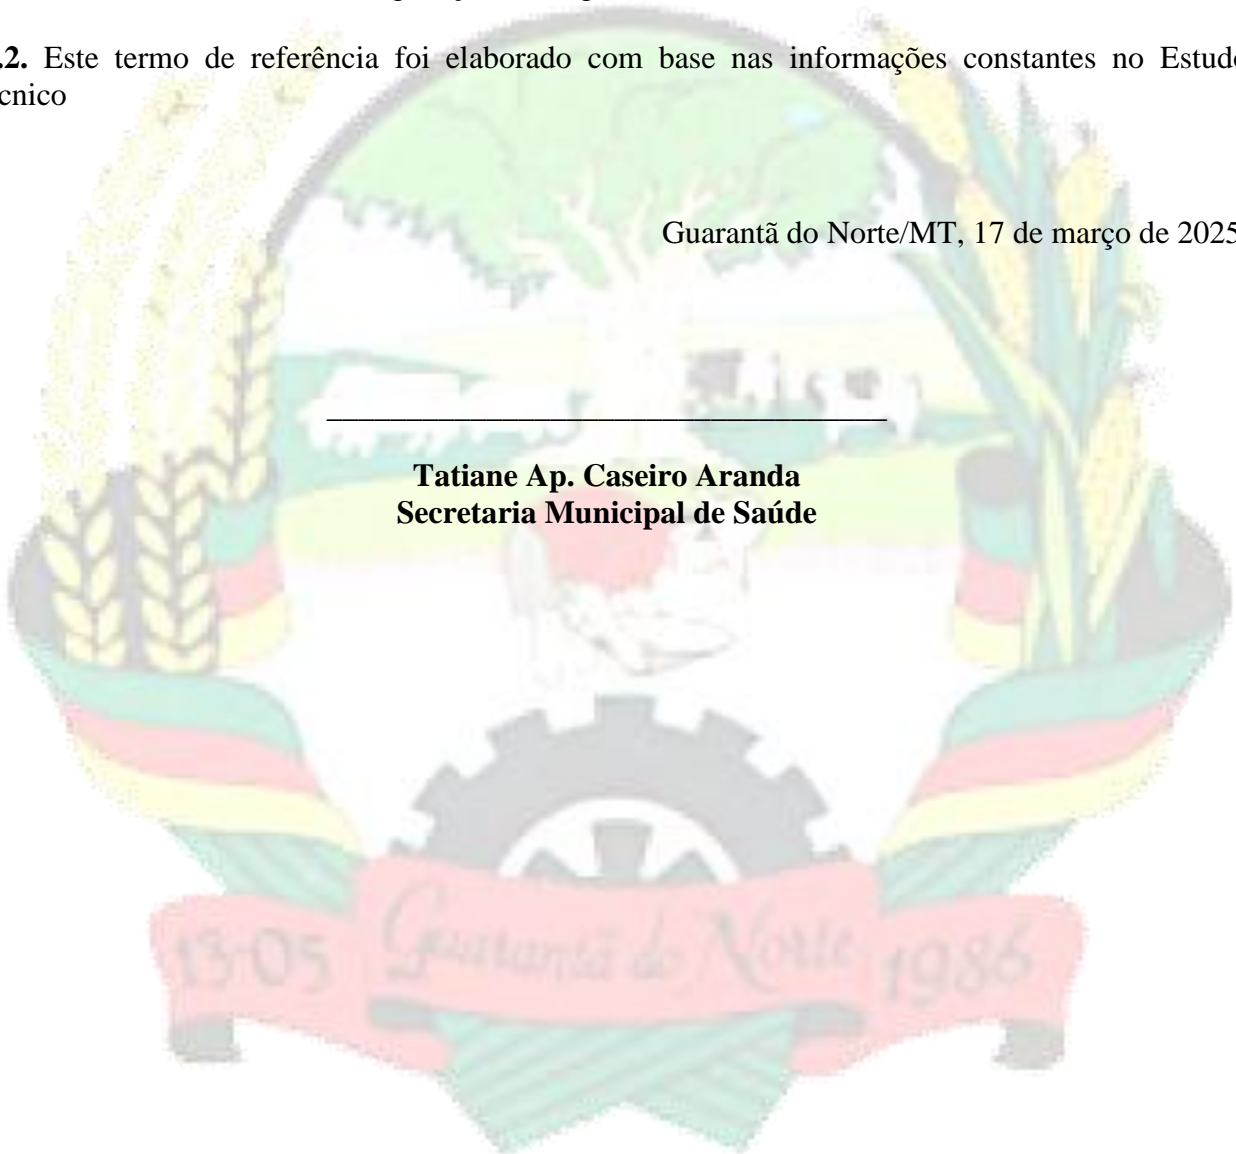 .2. Este termo de referência foi elaborado com base nas informações constantes no Estudo
cnico
Guarantã do Norte/MT, 17 de março de 2025
Tatiane Ap. Caseiro Aranda
Secretaria Municipal de Saúde
13-05 Guarantã do Norte 1986